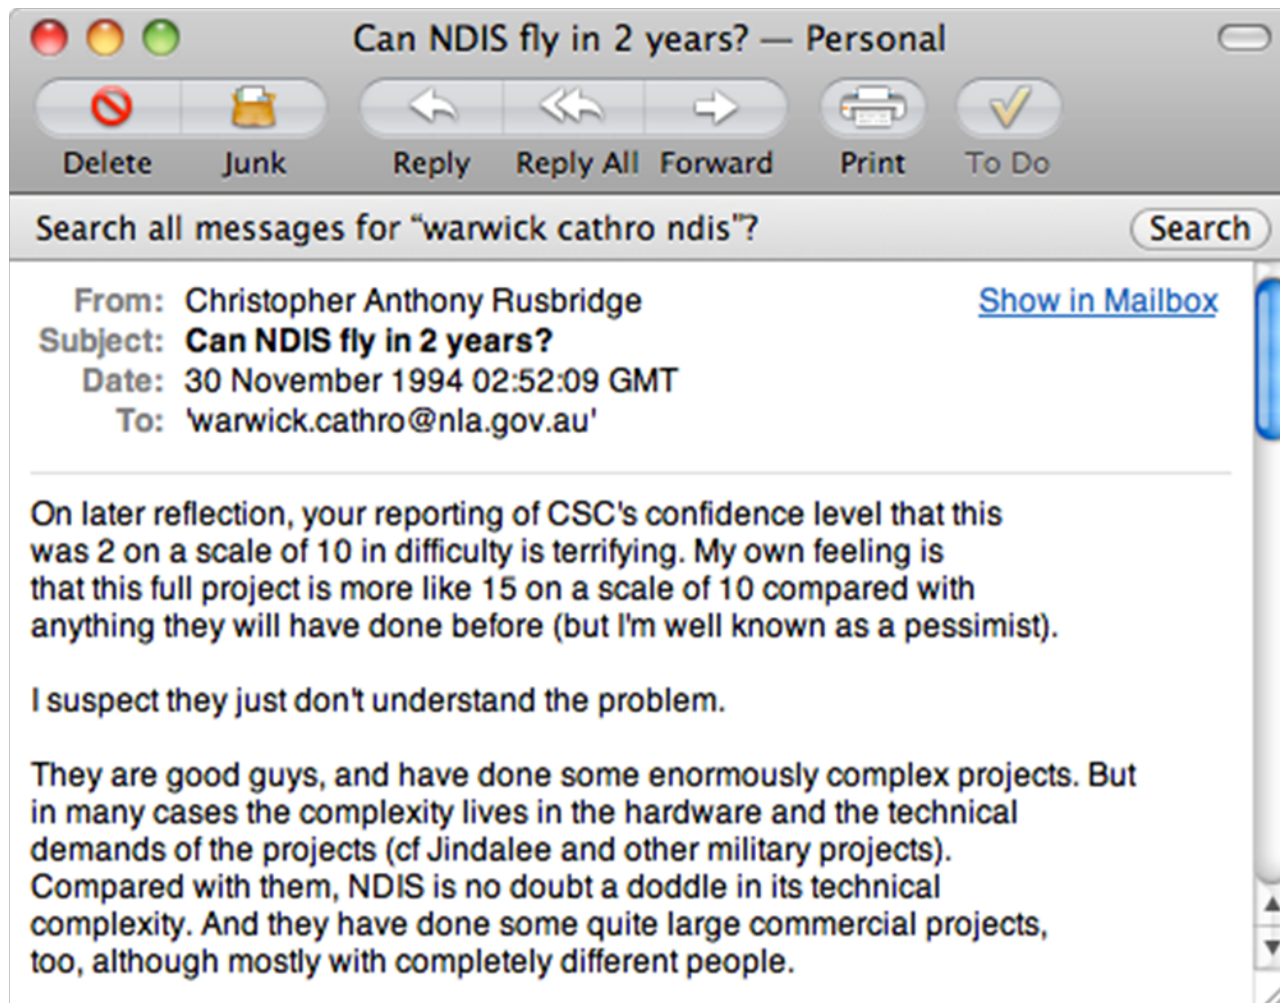 Can NDIS fly in 2 years? — Personal
Delete Junk Reply Reply All Forward Print To Do
Search all messages for “warwick cathro ndis”? Search
From: Christopher Anthony Rusbridge Show in Mailbox
Subject: Can NDIS fly in 2 years?
Date: 30 November 1994 02:52:09 GMT
To: 'warwick.cathro@nla.gov.au'
On later reflection, your reporting of CSC's confidence level that this
was 2 on a scale of 10 in difficulty is terrifying. My own feeling is
that this full project is more like 15 on a scale of 10 compared with
anything they will have done before (but I'm well known as a pessimist).
I suspect they just don't understand the problem.
They are good guys, and have done some enormously complex projects. But
in many cases the complexity lives in the hardware and the technical
demands of the projects (cf Jindalee and other military projects).
Compared with them, NDIS is no doubt a doddle in its technical
complexity. And they have done some quite large commercial projects,
too, although mostly with completely different people.